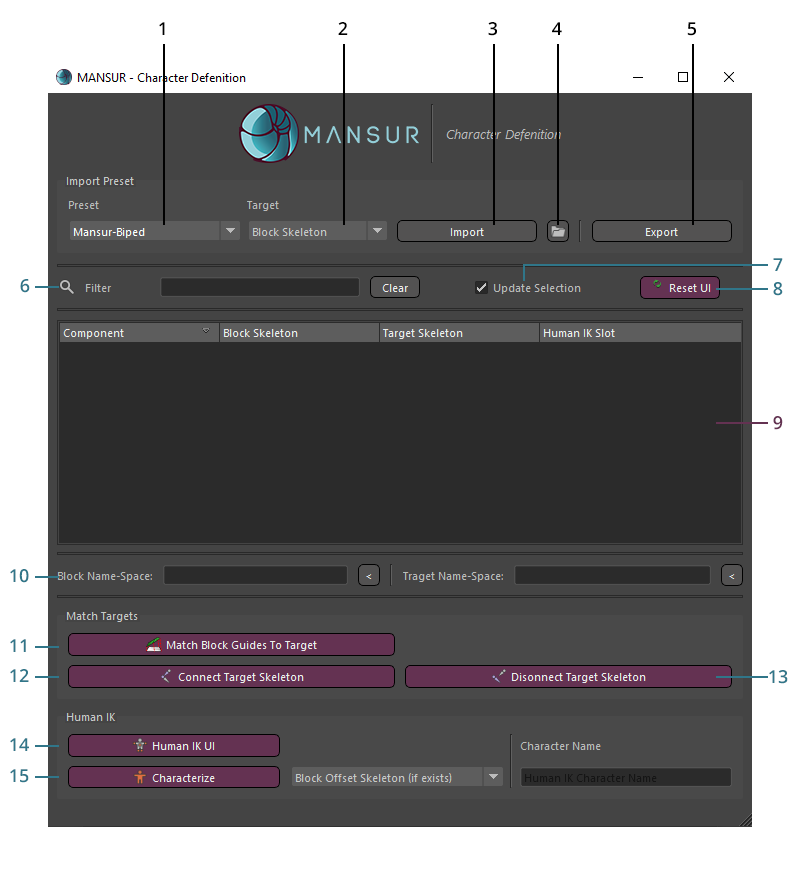 1 2 3 4 5
MANSUR - Character Defenition
MANSUR Character Defenition
Import Preset
Preset Target
Mansur-Biped Block Skeleton Import Export
7
6 Filter Clear Update Selection Reset UI 8
Component Block Skeleton Target Skeleton Human IK Slot
9
10 Block Name-Space: < Traget Name-Space: <
Match Targets
11 Match Block Guides To Target
12 Connect Target Skeleton Disonnect Target Skeleton 13
Human IK
14 Human IK UI Character Name
15 Characterize Block Offset Skeleton (if exists) Human IK Character Name